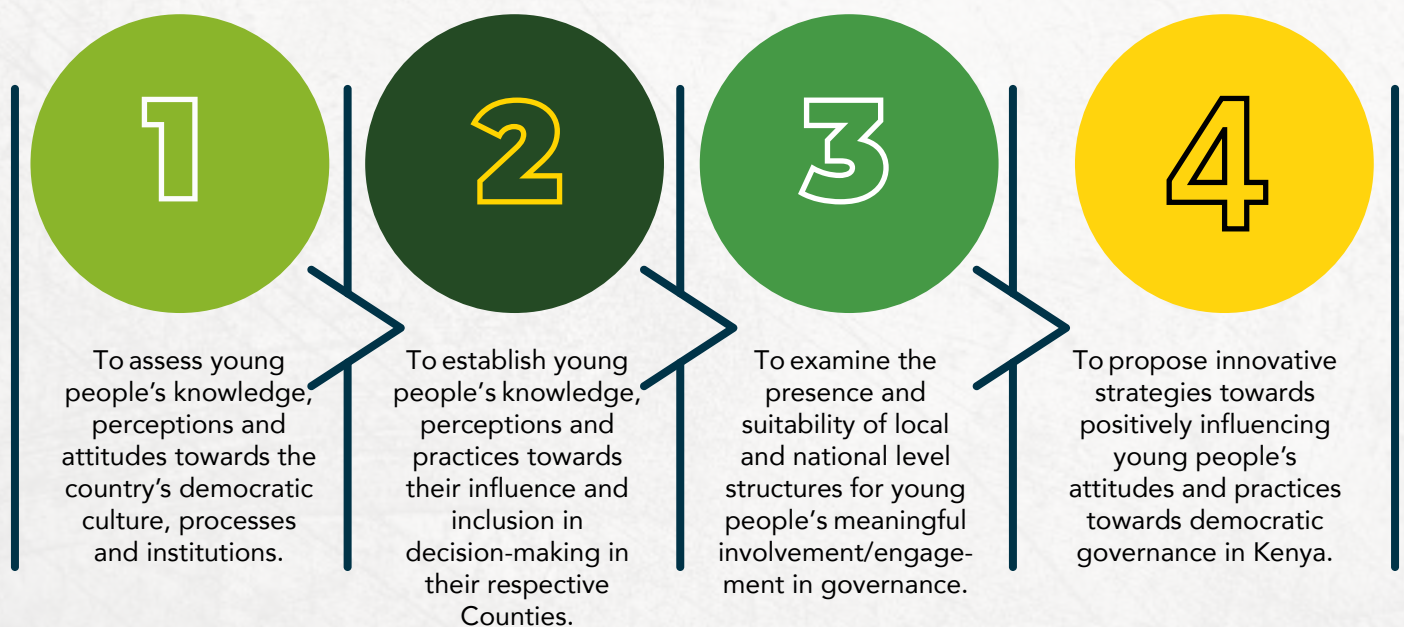 1
To assess young
people's knowledge,
perceptions and
attitudes towards the
country's democratic
culture, processes
and institutions.
2
To establish young
people's knowledge,
perceptions and
practices towards
their influence and
inclusion in
decision-making in
their respective
Counties.
3
To examine the
presence and
suitability of local
and national level
structures for young
people's meaningful
involvement/engage-
ment in governance.
4
To propose innovative
strategies towards
positively influencing
young people's
attitudes and practices
towards democratic
governance in Kenya.